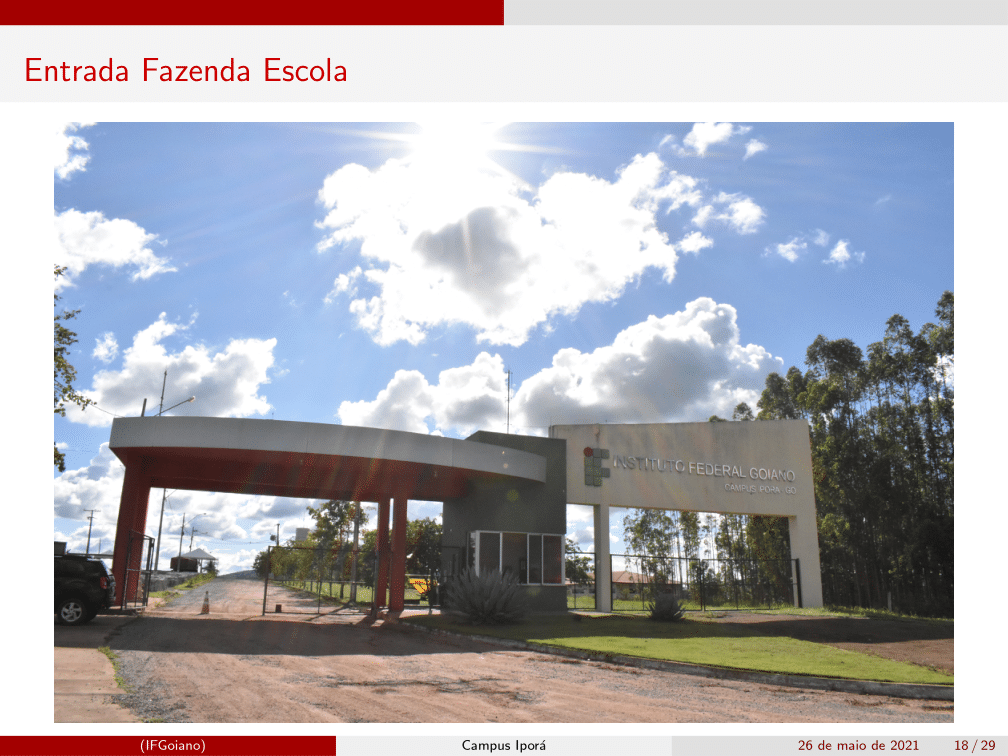 Entrada Fazenda Escola
INSTITUTO FEDERAL GOIANO
CAMPUS IPORÁ - GO
(IFGoiano)
Campus Iporá
26 de maio de 2021
18 / 29